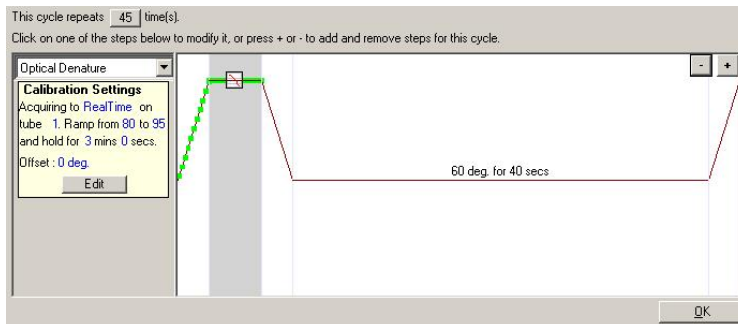 This cycle repeats 45 time(s).
Click on one of the steps below to modify it, or press + or - to add and remove steps for this cycle.
Optical Denature
- +
Calibration Settings
Acquiring to RealTime on
tube 1. Ramp from 80 to 95
and hold for 3 mins 0 secs.
Offset : 0 deg.
Edit
60 deg. for 40 secs
OK